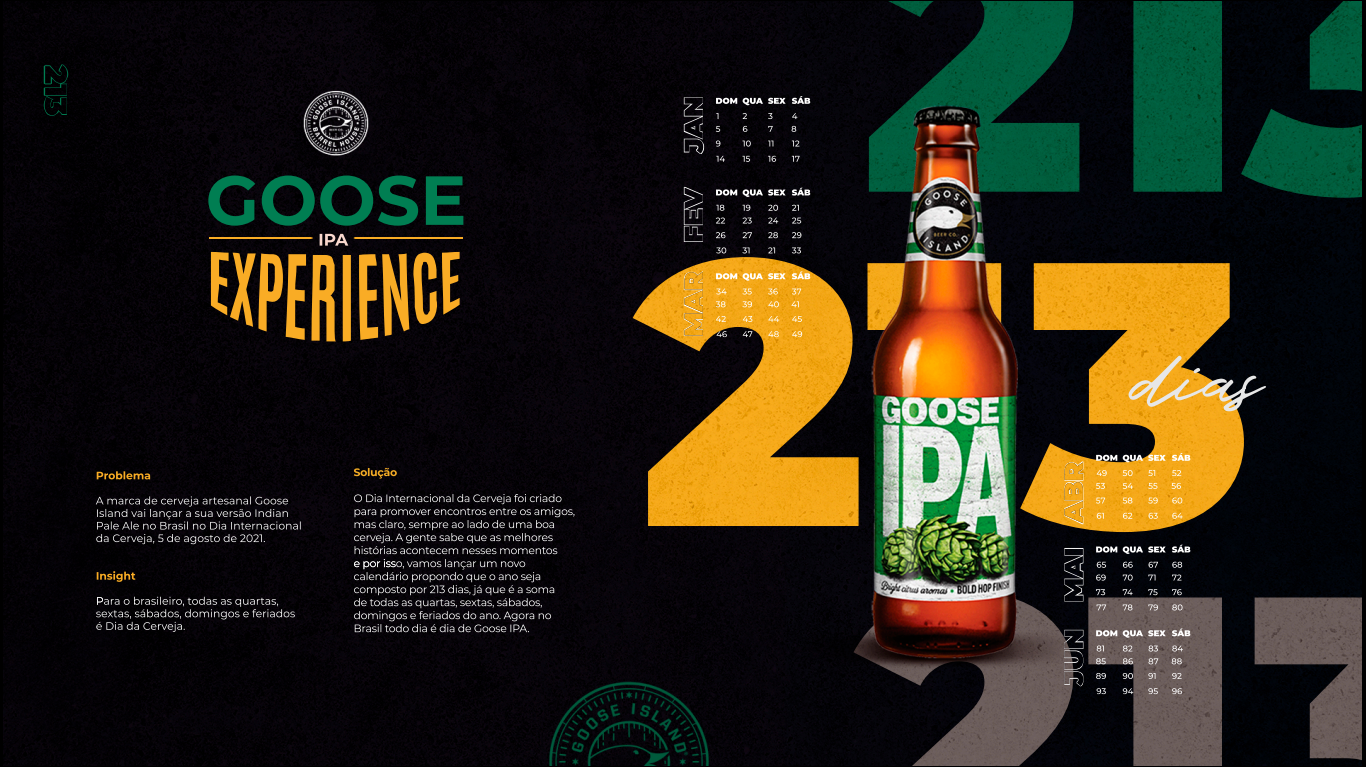 213
GOOSE ISLAND
BARREL HOUSE
GOOSE
IPA
EXPERIENCE
Problema
A marca de cerveja artesanal Goose
Island vai lançar a sua versão Indian
Pale Ale no Brasil no Dia Internacional
da Cerveja, 5 de agosto de 2021.
Insight
Para o brasileiro, todas as quartas,
sextas, sábados, domingos e feriados
é Dia da Cerveja.
Solução
O Dia Internacional da Cerveja foi criado
para promover encontros entre os amigos,
mas claro, sempre ao lado de uma boa
cerveja. A gente sabe que as melhores
histórias acontecem nesses momentos
e por isso, vamos lançar um novo
calendário propondo que o ano seja
composto por 213 dias, já que é a soma
de todas as quartas, sextas, sábados,
domingos e feriados do ano. Agora no
Brasil todo dia é dia de Goose IPA.
GOOSE ISLAND
213
JAN
DOM QUA SEX SÁB
1 2 3 4
5 6 7 8
9 10 11 12
14 15 16 17
FEV
DOM QUA SEX SÁB
18 19 20 21
22 23 24 25
26 27 28 29
30 31 21 33
MAR
DOM QUA SEX SÁB
34 35 36 37
38 39 40 41
42 43 44 45
46 47 48 49
213
dias
GOOSE
BEER CO.
ISLAND
GOOSE
IPA
Bright citrus aromas • BOLD HOP FINISH
ABR
DOM QUA SEX SÁB
49 50 51 52
53 54 55 56
57 58 59 60
61 62 63 64
MAI
DOM QUA SEX SÁB
65 66 67 68
69 70 71 72
73 74 75 76
77 78 79 80
JUN
DOM QUA SEX SÁB
81 82 83 84
85 86 87 88
89 90 91 92
93 94 95 96
213